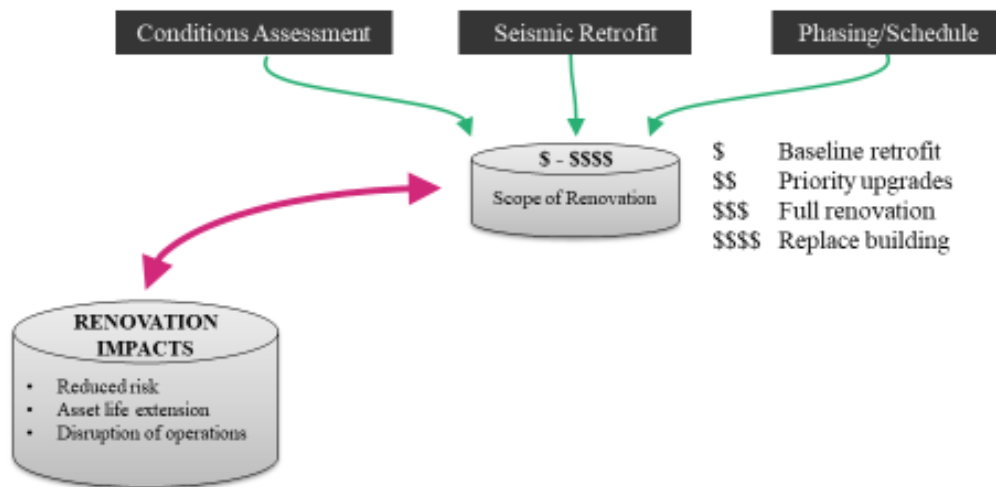 Conditions Assessment
Seismic Retrofit
Phasing/Schedule
$ - $$$$
Scope of Renovation
$ Baseline retrofit
$$ Priority upgrades
$$$ Full renovation
$$$$ Replace building
RENOVATION
IMPACTS
• Reduced risk
• Asset life extension
• Disruption of operations